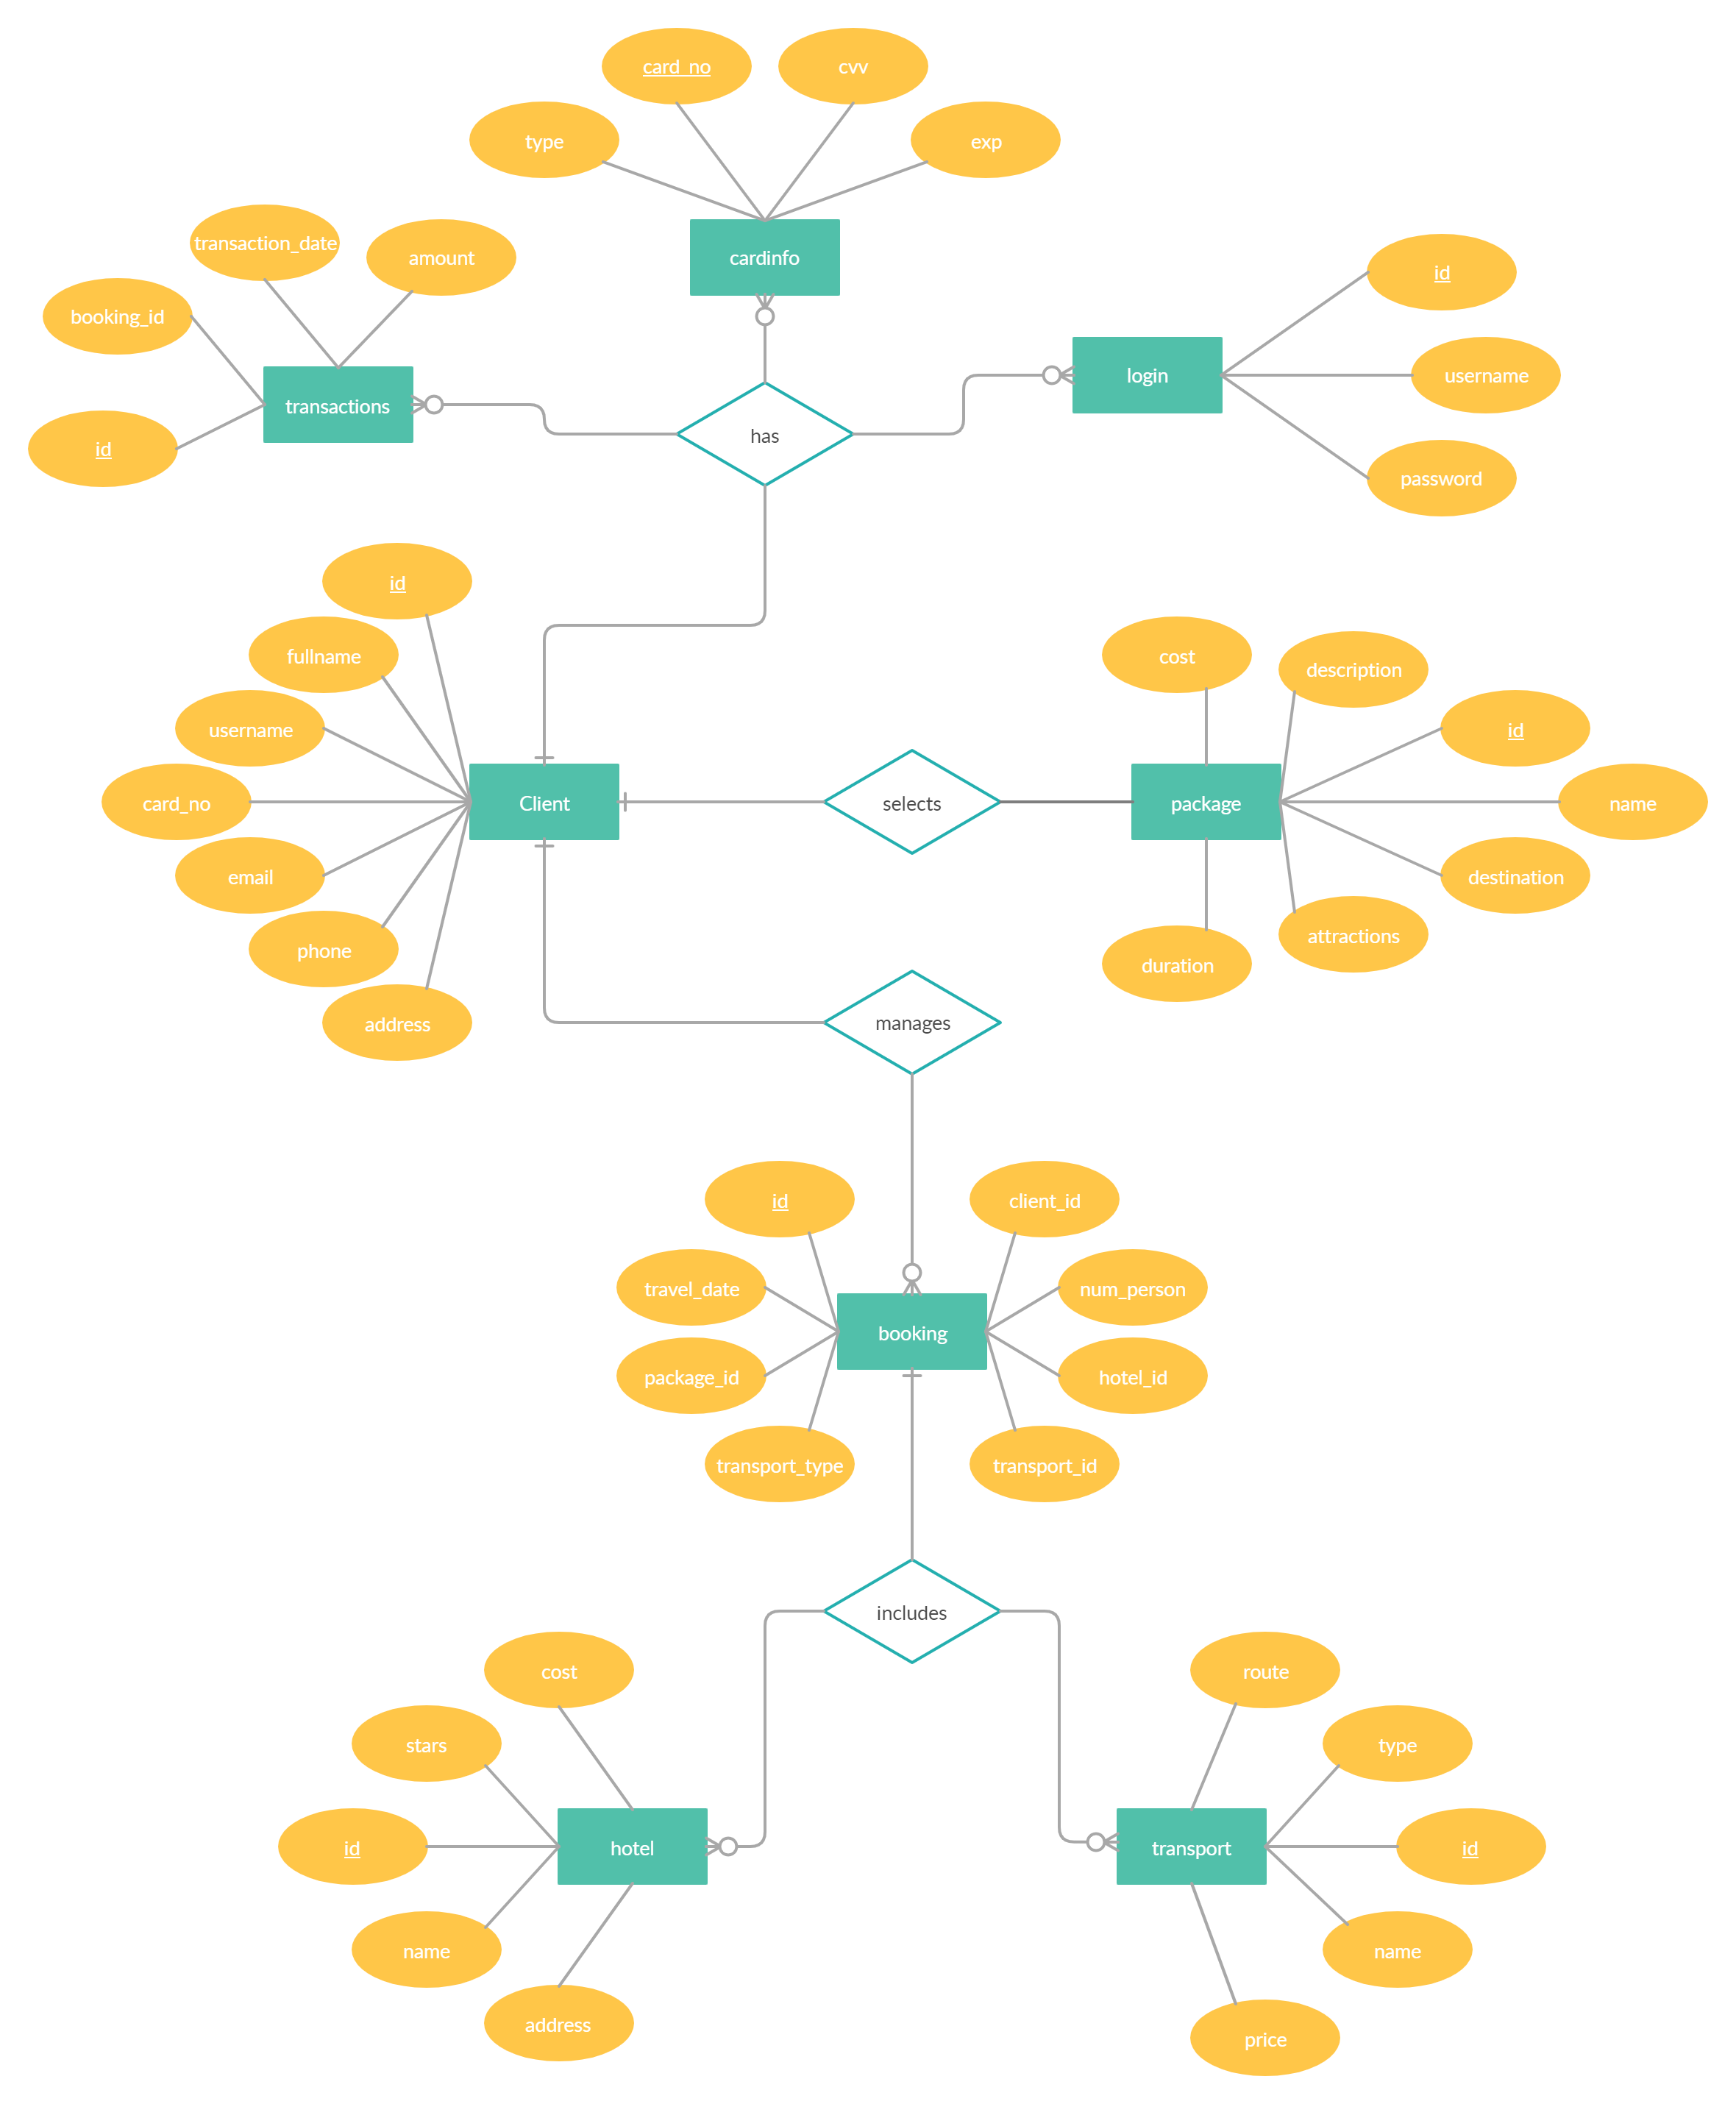 card_no
cvv
type
exp
transaction_date
amount
cardinfo
id
booking_id
login
username
transactions
has
id
password
id
fullname
cost
description
username
id
card_no
Client
selects
package
name
email
destination
phone
attractions
duration
address
manages
id
client_id
travel_date
num_person
booking
package_id
hotel_id
transport_type
transport_id
includes
cost
route
stars
type
id
hotel
transport
id
name
name
address
price